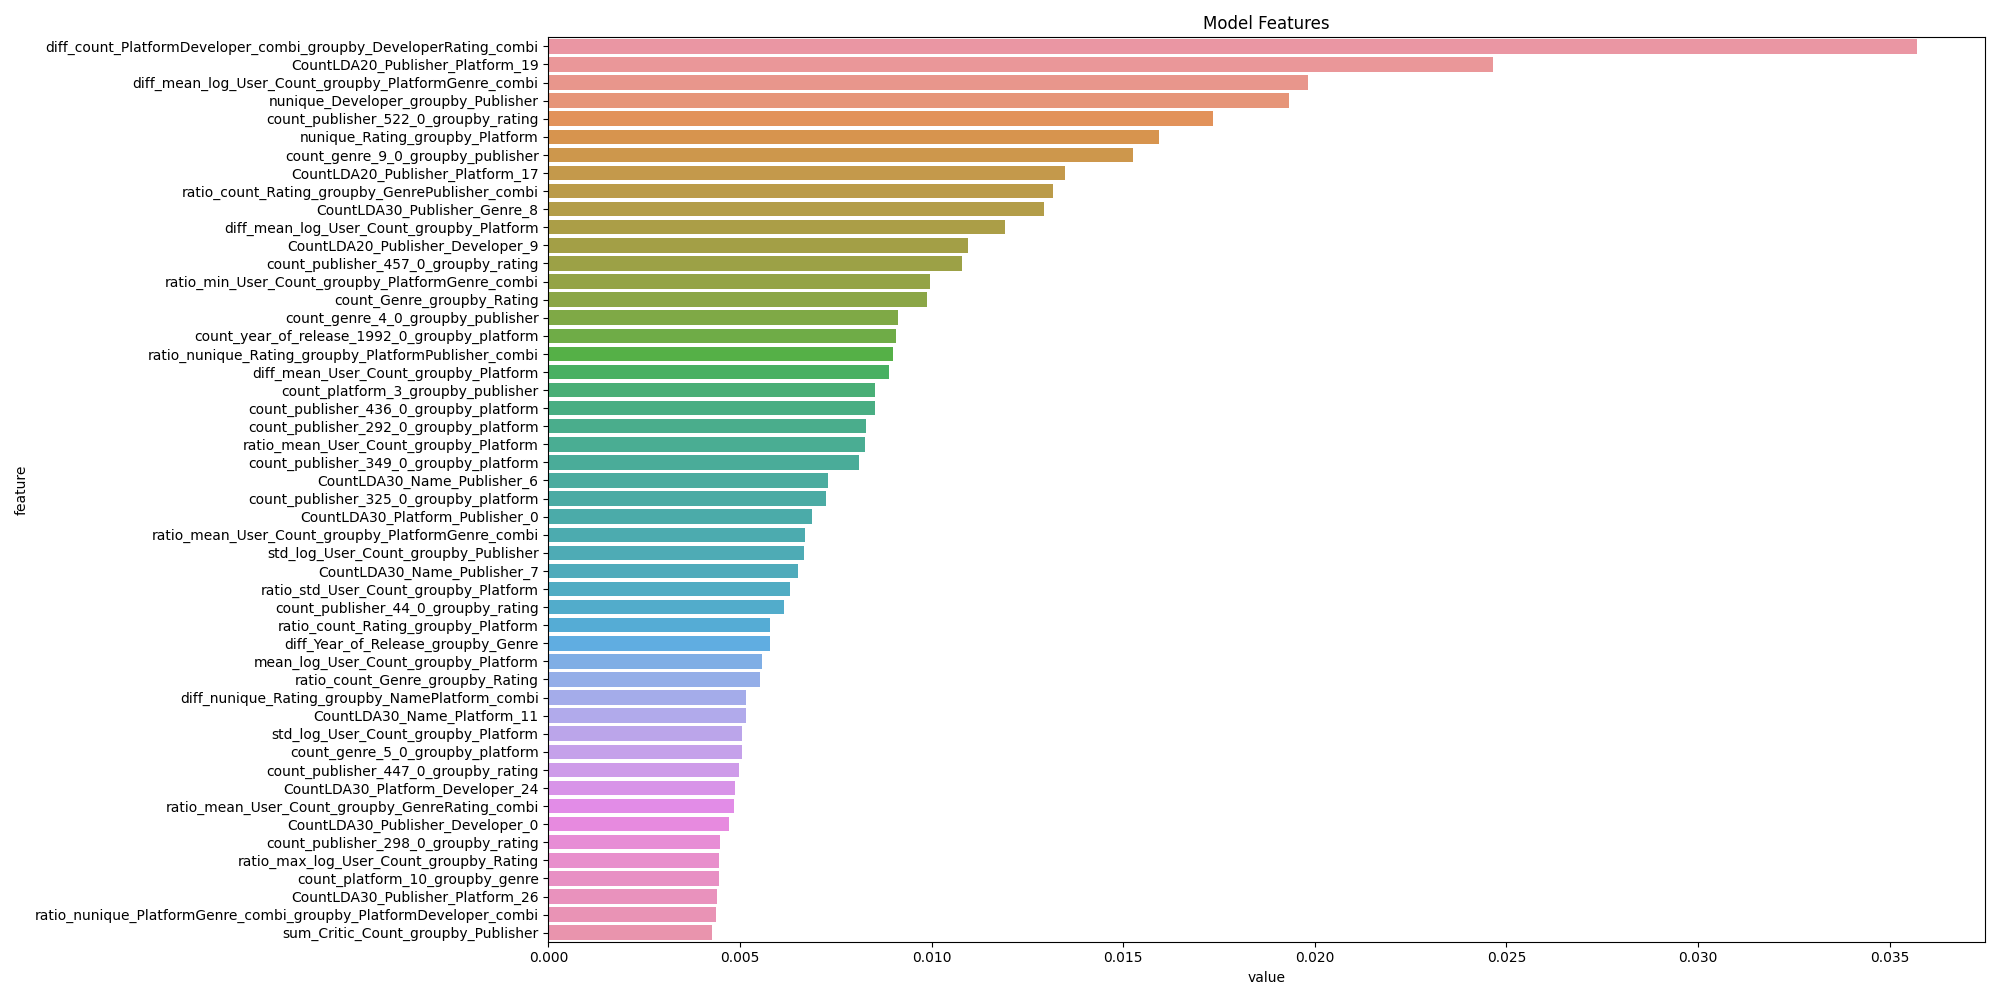 Model Features
diff_count_PlatformDeveloper_combi_groupby_DeveloperRating_combi
CountLDA20_Publisher_Platform_19
diff_mean_log_User_Count_groupby_PlatformGenre_combi
nunique_Developer_groupby_Publisher
count_publisher_522_0_groupby_rating
nunique_Rating_groupby_Platform
count_genre_9_0_groupby_publisher
CountLDA20_Publisher_Platform_17
ratio_count_Rating_groupby_GenrePublisher_combi
CountLDA30_Publisher_Genre_8
diff_mean_log_User_Count_groupby_Platform
CountLDA20_Publisher_Developer_9
count_publisher_457_0_groupby_rating
ratio_min_User_Count_groupby_PlatformGenre_combi
count_Genre_groupby_Rating
count_genre_4_0_groupby_publisher
count_year_of_release_1992_0_groupby_platform
ratio_nunique_Rating_groupby_PlatformPublisher_combi
diff_mean_User_Count_groupby_Platform
count_platform_3_groupby_publisher
count_publisher_436_0_groupby_platform
count_publisher_292_0_groupby_platform
ratio_mean_User_Count_groupby_Platform
count_publisher_349_0_groupby_platform
CountLDA30_Name_Publisher_6
count_publisher_325_0_groupby_platform
CountLDA30_Platform_Publisher_0
ratio_mean_User_Count_groupby_PlatformGenre_combi
std_log_User_Count_groupby_Publisher
CountLDA30_Name_Publisher_7
ratio_std_User_Count_groupby_Platform
count_publisher_44_0_groupby_rating
ratio_count_Rating_groupby_Platform
diff_Year_of_Release_groupby_Genre
mean_log_User_Count_groupby_Platform
ratio_count_Genre_groupby_Rating
diff_nunique_Rating_groupby_NamePlatform_combi
CountLDA30_Name_Platform_11
std_log_User_Count_groupby_Platform
count_genre_5_0_groupby_platform
count_publisher_447_0_groupby_rating
CountLDA30_Platform_Developer_24
ratio_mean_User_Count_groupby_GenreRating_combi
CountLDA30_Publisher_Developer_0
count_publisher_298_0_groupby_rating
ratio_max_log_User_Count_groupby_Rating
count_platform_10_groupby_genre
CountLDA30_Publisher_Platform_26
ratio_nunique_PlatformGenre_combi_groupby_PlatformDeveloper_combi
sum_Critic_Count_groupby_Publisher
feature
0.000 0.005 0.010 0.015 0.020 0.025 0.030 0.035
value